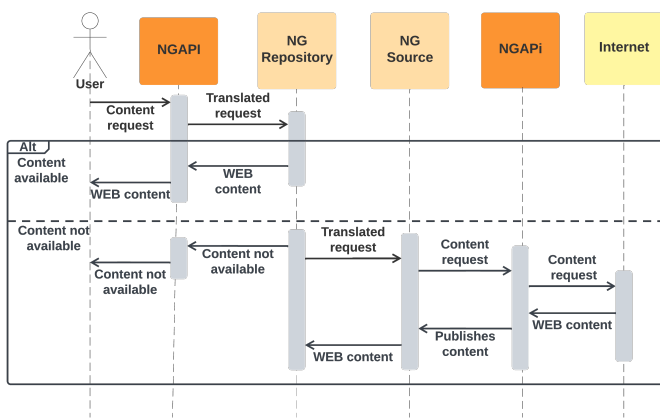 NGAPI
NG
Repository
NG
Source
NGAPi
Internet
User
Content
request
Translated
request
Alt
Content
available
WEB
content
WEB content
Content not
available
Content not
available
Content not
available
Translated
request
Content
request
Content
request
WEB content
Publishes
content
WEB content